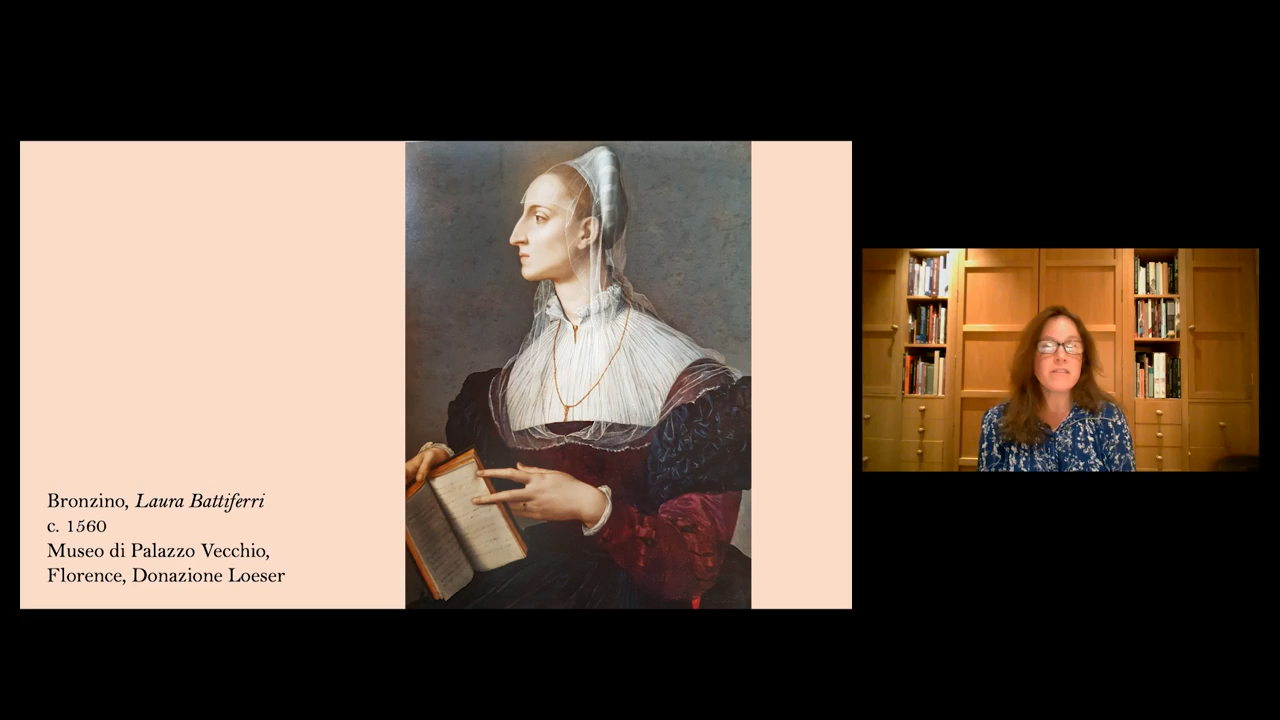 Bronzino, Laura Battiferri
c. 1560
Museo di Palazzo Vecchio,
Florence, Donazione Loeser